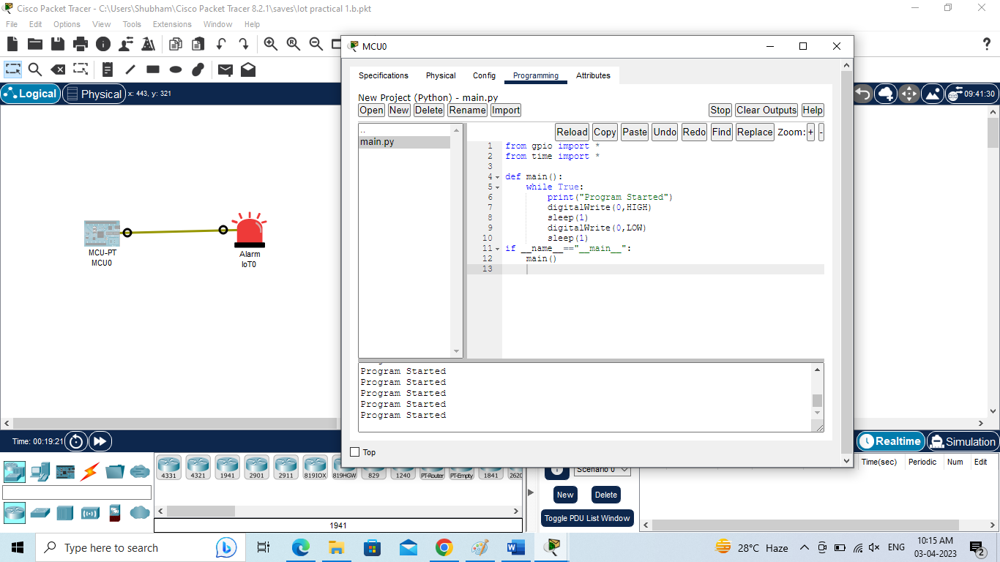 Cisco Packet Tracer - C:\Users\Shubham\Cisco Packet Tracer 8.2.1\saves\Iot practical 1.b.pkt
File Edit Options View Tools Extensions Window Help
?
MCU0
Specifications Physical Config Programming Attributes
Logical Physical x: 443, y: 321
09:41:30
New Project (Python) - main.py
Open New Delete Rename Import
Stop Clear Outputs Help
..
main.py
Reload Copy Paste Undo Redo Find Replace Zoom: + -
1 from gpio import *
2 from time import *
3
4 def main():
5 while True:
6 print("Program Started")
7 digitalWrite(0,HIGH)
8 sleep(1)
9 digitalWrite(0,LOW)
10 sleep(1)
11 if __name__=="__main__":
12 main()
13
MCU-PT
MCU0
Alarm
IoT0
Program Started
Program Started
Program Started
Program Started
Program Started
Top
Time: 00:19:21
Realtime Simulation
4331 4321 1941 2901 2911 819IOX 819HGW 829 1240 PT-Router PT-Empty 1841 2620
1941
Scenario 0
New Delete
Toggle PDU List Window
Time(sec) Periodic Num Edit
Type here to search
28°C Haze
ENG
10:15 AM
03-04-2023
2